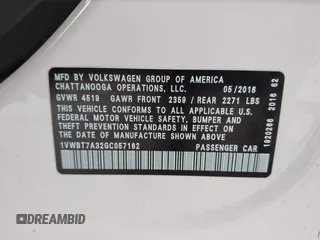 MFD BY VOLKSWAGEN GROUP OF AMERICA
CHATTANOOGA OPERATIONS, LLC. 05/2016
GVWR 4519 GAWR FRONT 2359 / REAR 2271 LBS
THIS VEHICLE CONFORMS TO ALL APPLICABLE U.S.
FEDERAL MOTOR VEHICLE SAFETY, BUMPER AND
THEFT PREVENTION STANDARDS IN EFFECT ON THE
DATE OF MANUFACTURE SHOWN ABOVE.
1VWBT7A32GC057162 PASSENGER CAR
1920286 2016 62
DREAMBID